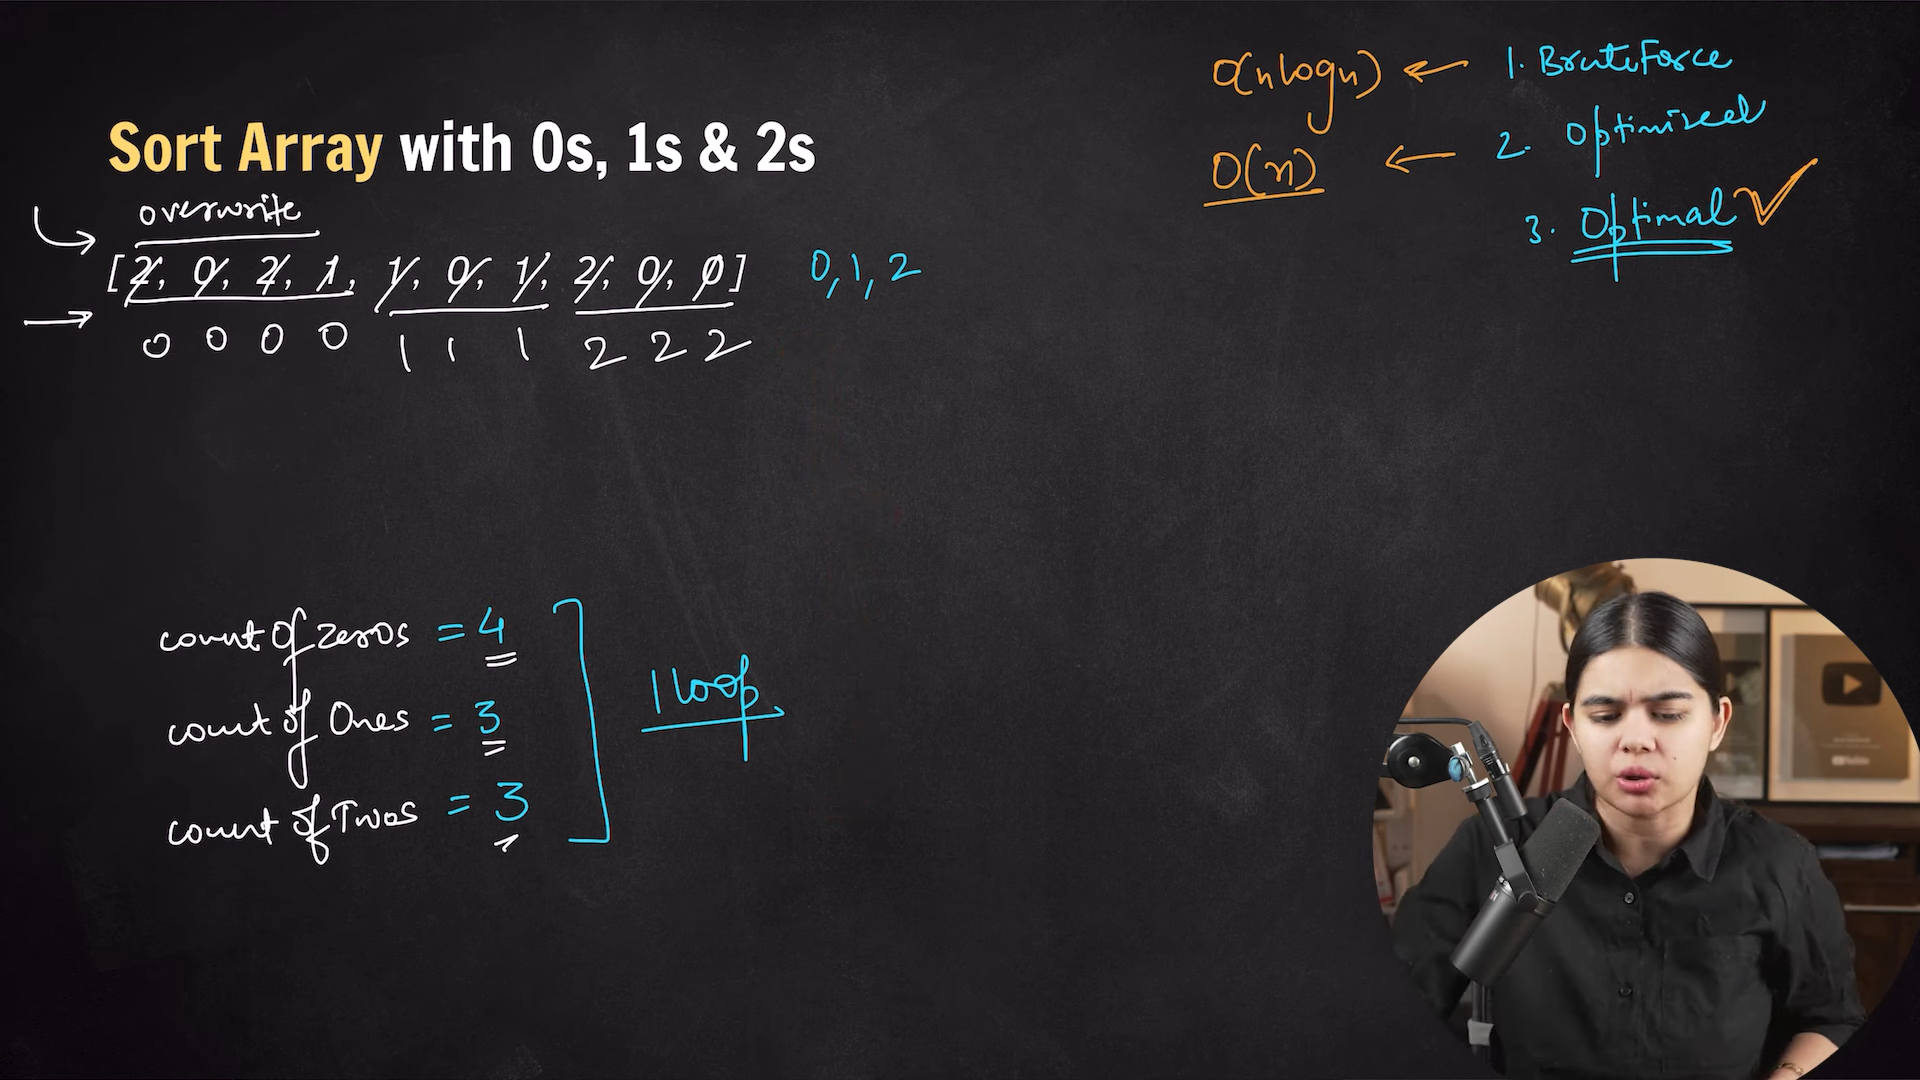 O(nlogn) ← 1. BruteForce
Sort Array with 0s, 1s & 2s
O(n) ← 2. Optimized
3. Optimal ✓
overwrite
[2, 0, 2, 1, 1, 0, 1, 2, 0, 0] 0, 1, 2
0 0 0 0 1 1 1 2 2 2
count of zeros = 4
1 loop
count of Ones = 3
count of Twos = 3